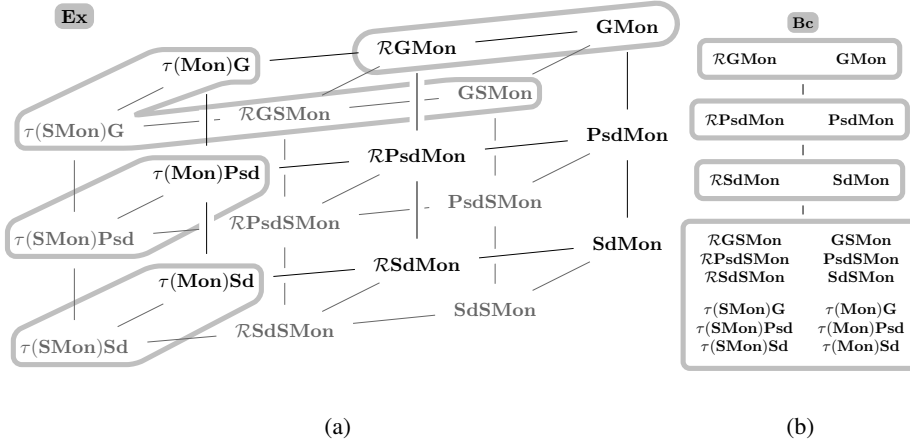 Ex
GMon
ℛGMon
τ(Mon)G
GSMon
ℛGSMon
τ(SMon)G
PsdMon
ℛPsdMon
τ(Mon)Psd
PsdSMon
ℛPsdSMon
τ(SMon)Psd
SdMon
ℛSdMon
τ(Mon)Sd
SdSMon
ℛSdSMon
τ(SMon)Sd
(a)
Bc
ℛGMon GMon
ℛPsdMon PsdMon
ℛSdMon SdMon
ℛGSMon GSMon
ℛPsdSMon PsdSMon
ℛSdSMon SdSMon
τ(SMon)G τ(Mon)G
τ(SMon)Psd τ(Mon)Psd
τ(SMon)Sd τ(Mon)Sd
(b)